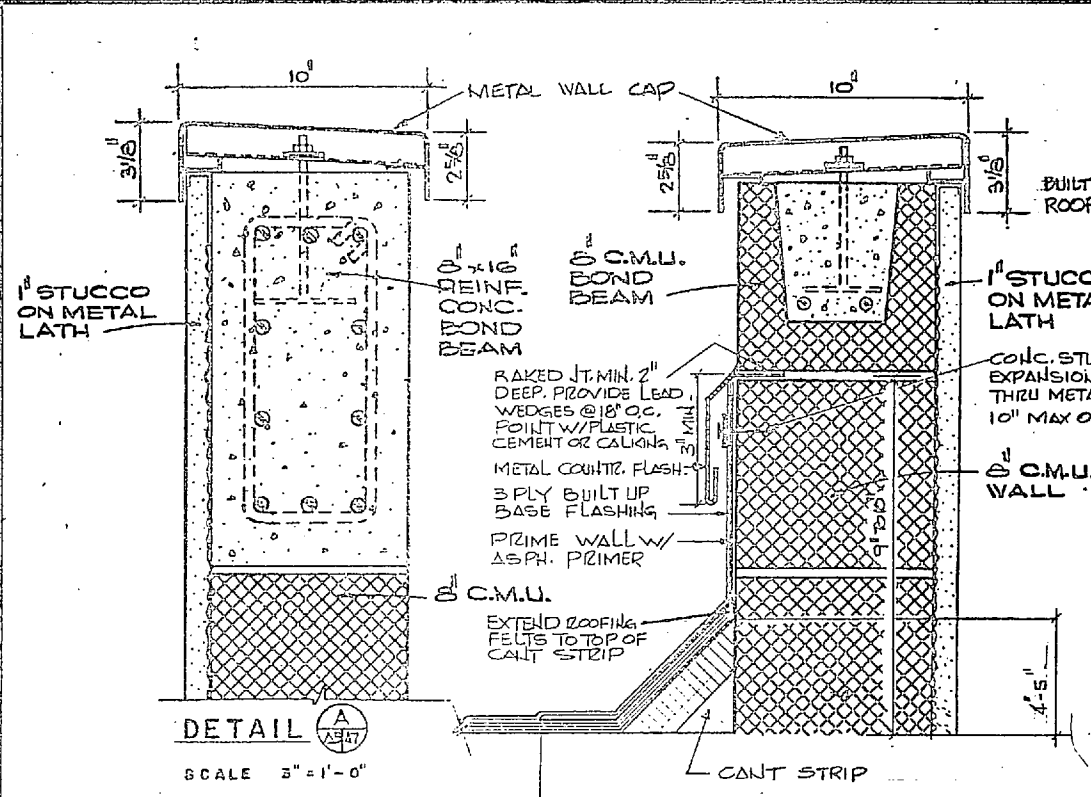 10"
METAL WALL CAP
10"
3 1/8"
2 5/8"
2 5/8"
3 1/8"
BUILT
ROOF
1" STUCCO
ON METAL
LATH
8"x16"
REINF.
CONC.
BOND
BEAM
8" C.M.U.
BOND
BEAM
1" STUCCO
ON META
LATH
RAKED JT. MIN. 2"
DEEP. PROVIDE LEAD
WEDGES @ 18" O.C.
POINT W/PLASTIC
CEMENT OR CALKING
3" MIN.
METAL COUNTR. FLASH
3 PLY BUILT UP
BASE FLASHING
PRIME WALL W/
ASPH. PRIMER
CONC. STU
EXPANSION
THRU META
10" MAX O
8" C.M.U.
WALL
8" C.M.U.
EXTEND ROOFING
FELTS TO TOP OF
CANT STRIP
4'-5"
DETAIL A
A5 A7
SCALE 3" = 1'-0"
CANT STRIP